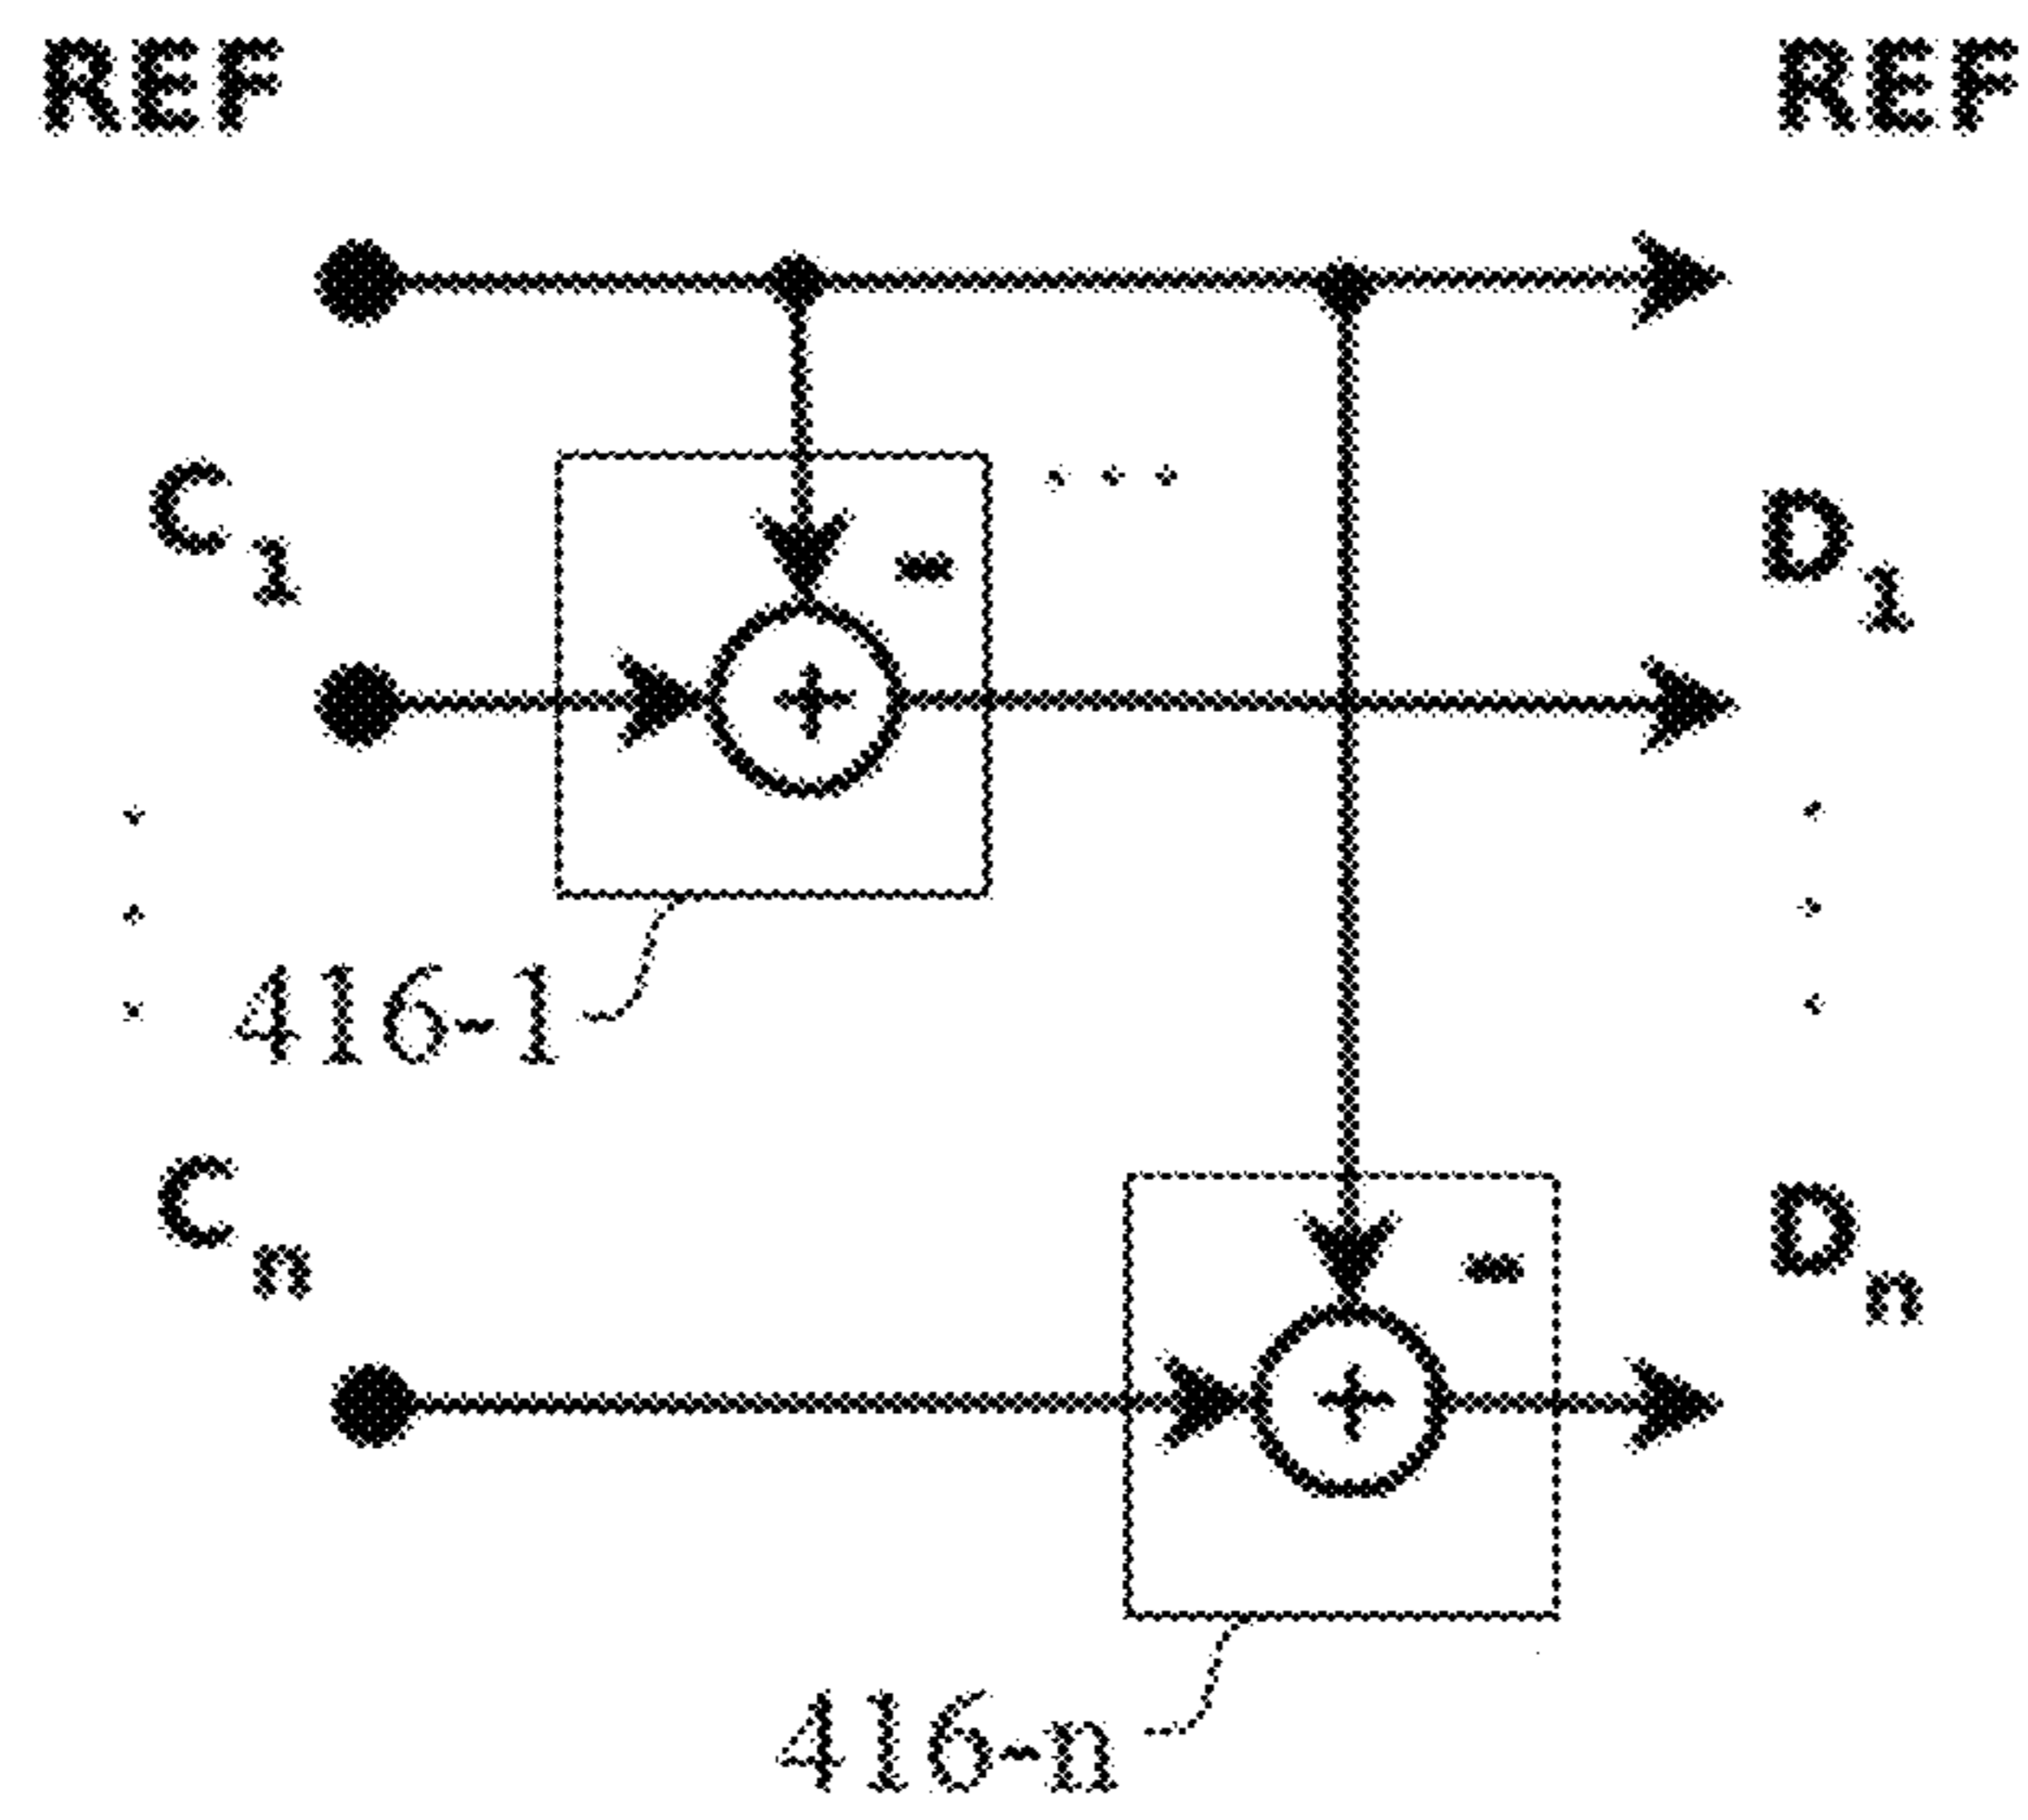 REF REF
C1 ... D1
-
+
416-1
Cn Dn
-
+
416-n